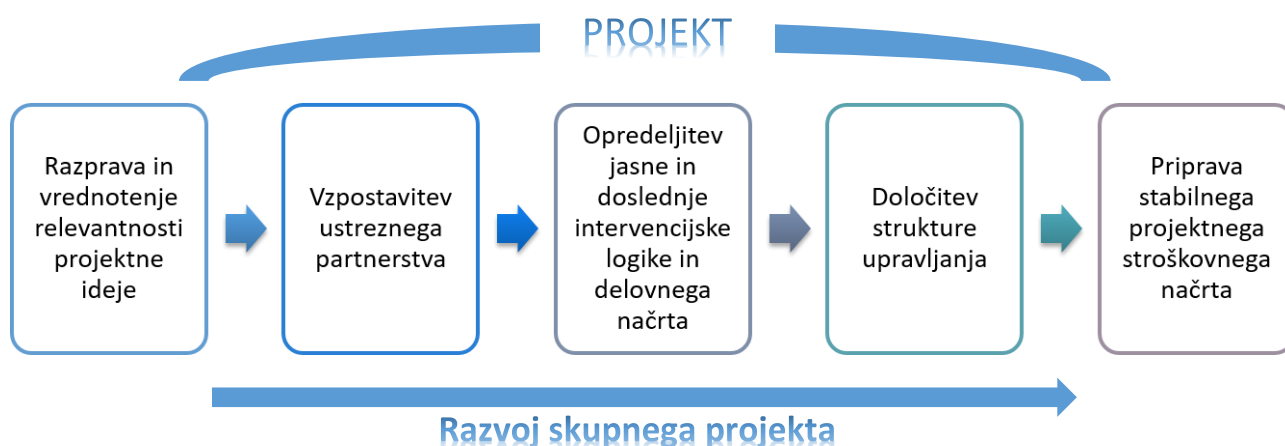 PROJEKT
Razprava in
vrednotenje
relevantnosti
projektne
ideje
Vzpostavitev
ustreznega
partnerstva
Opredeljitev
jasne in
doslednje
intervencijske
logike in
delovnega
načrta
Določitev
strukture
upravljanja
Priprava
stabilnega
projektnega
stroškovnega
načrta
Razvoj skupnega projekta